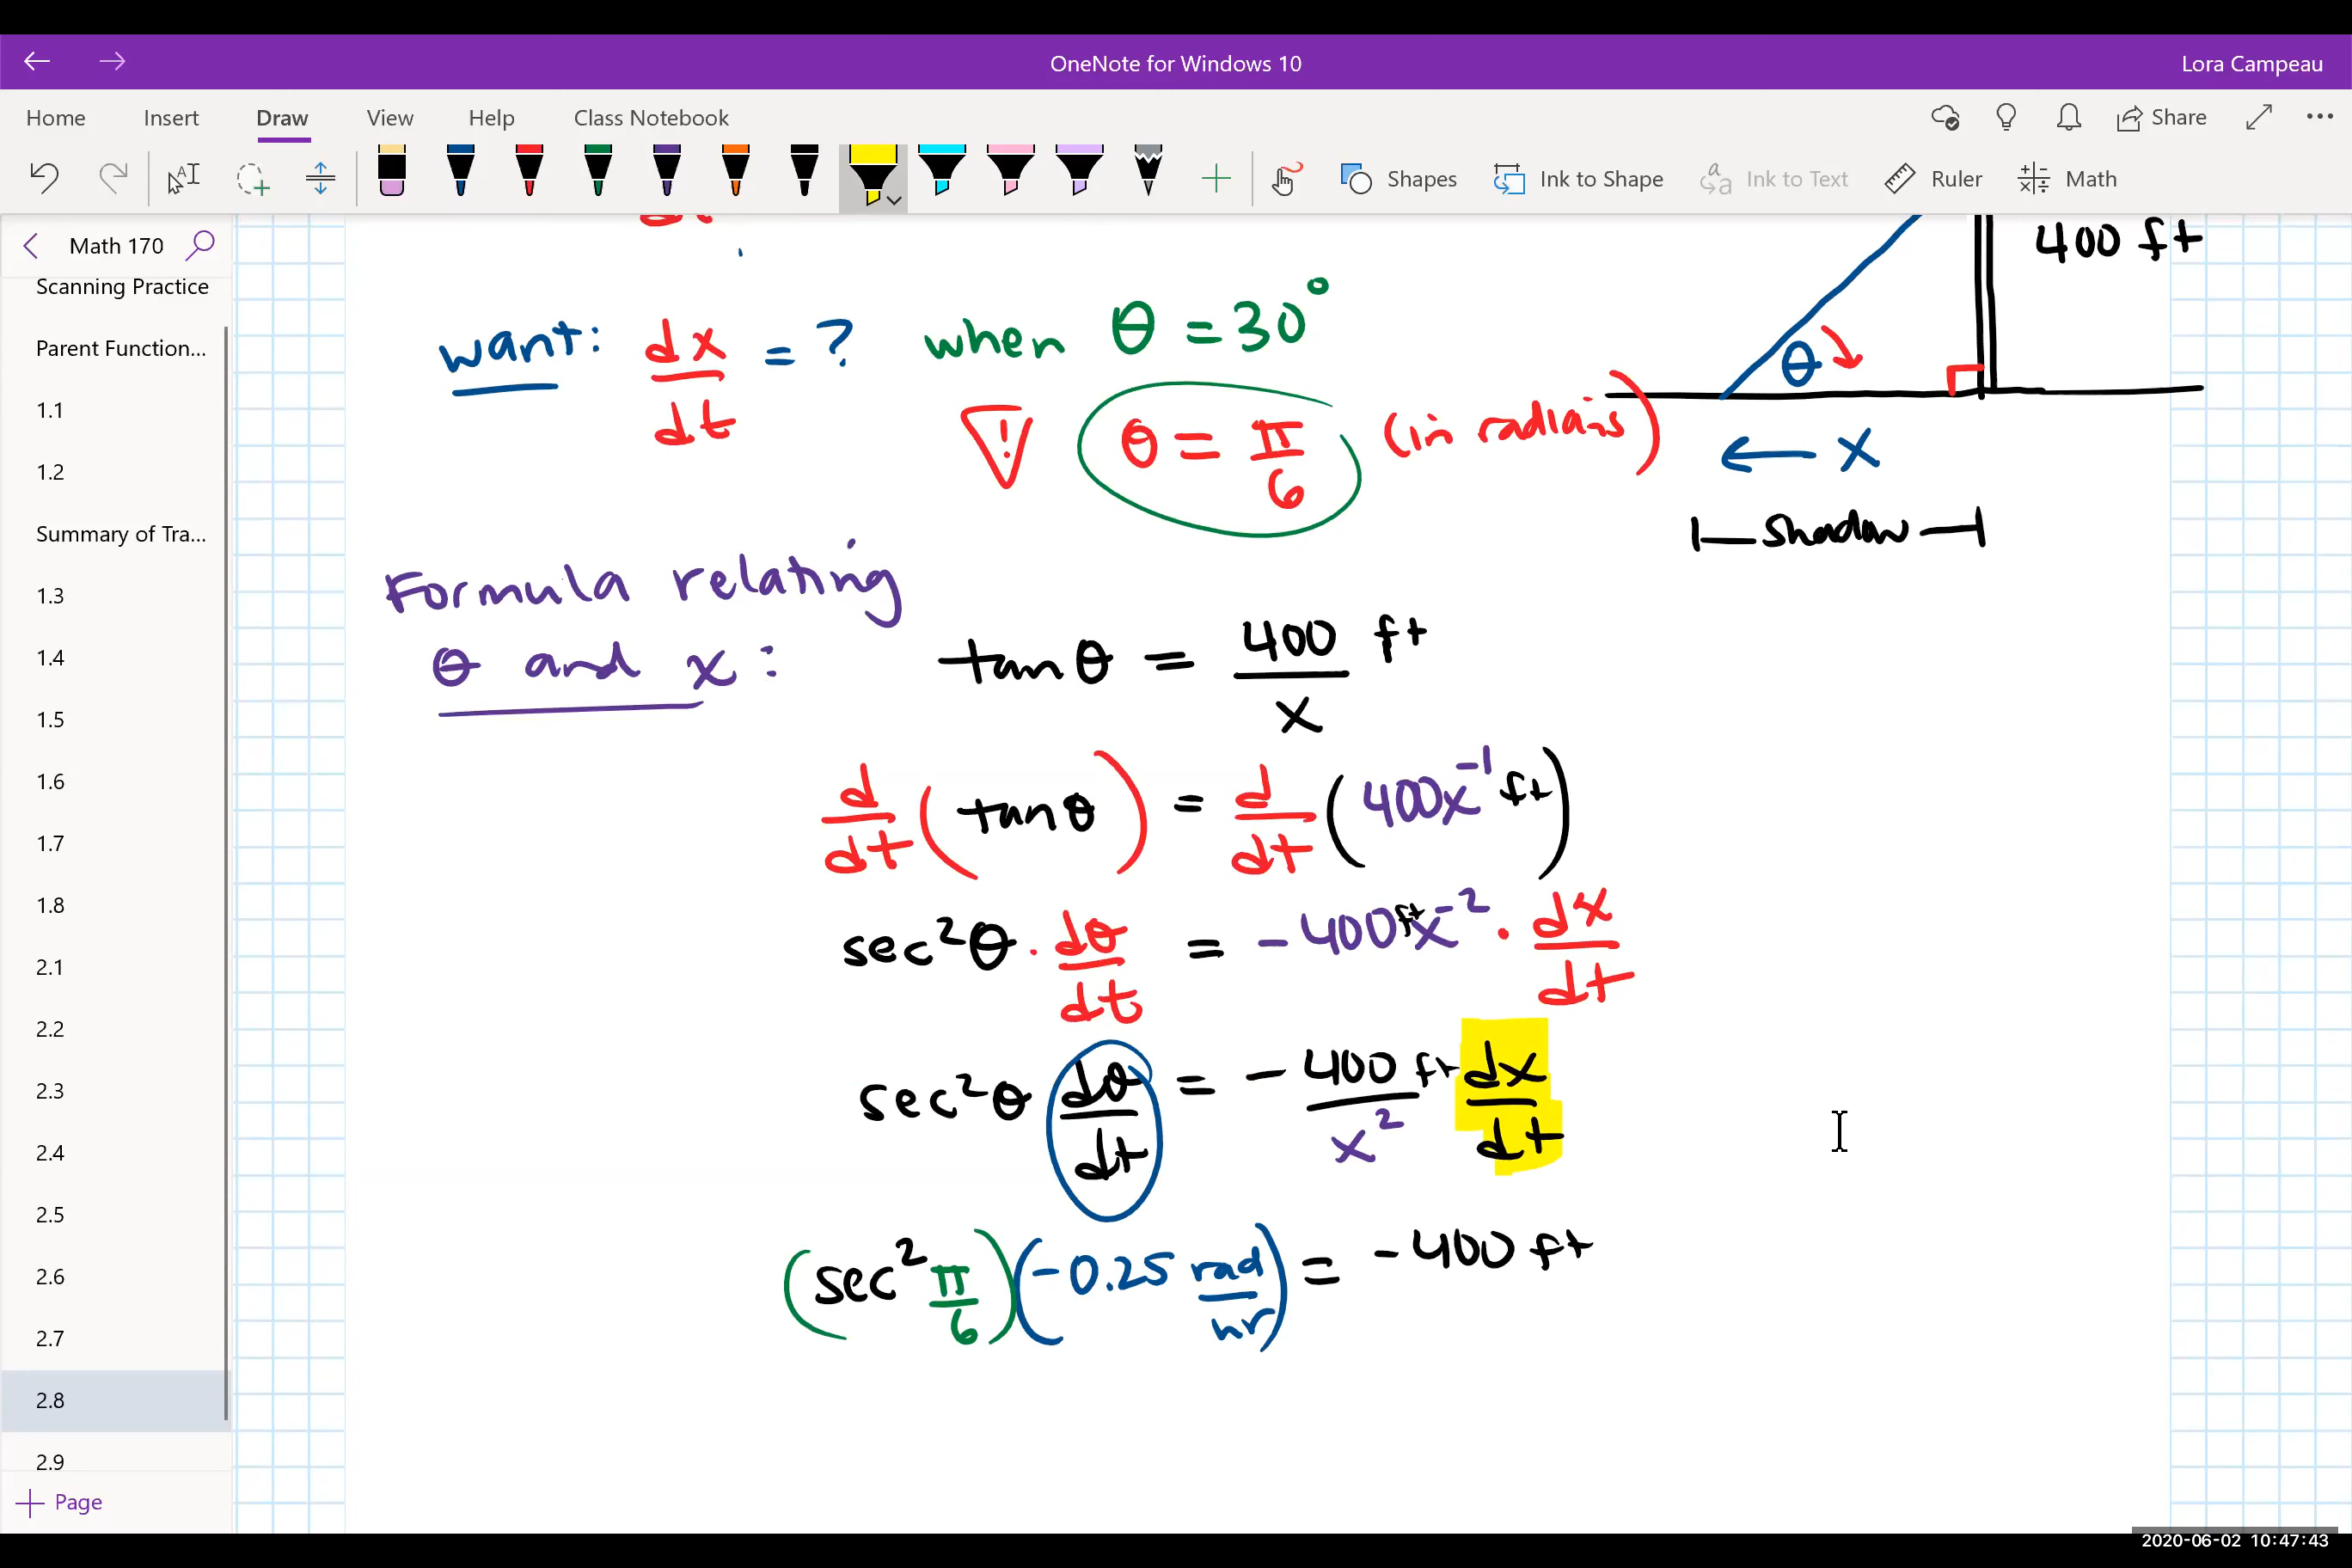 OneNote for Windows 10
Lora Campeau
Home Insert Draw View Help Class Notebook
Share
Shapes Ink to Shape Ink to Text Ruler Math
Math 170
Scanning Practice
Parent Function...
1.1
1.2
Summary of Tra...
1.3
1.4
1.5
1.6
1.7
1.8
2.1
2.2
2.3
2.4
2.5
2.6
2.7
2.8
2.9
Page
400 ft
want: dx/dt = ? when θ = 30°
θ = π/6 (in radians)
θ
← x
shadow
Formula relating
θ and x:
tan θ = 400 ft / x
d/dt (tan θ) = d/dt (400x⁻¹ ft)
sec²θ · dθ/dt = -400 ft x⁻² · dx/dt
sec²θ dθ/dt = - 400 ft / x² dx/dt
(sec² π/6)(-0.25 rad/hr) = -400 ft
2020-06-02 10:47:43